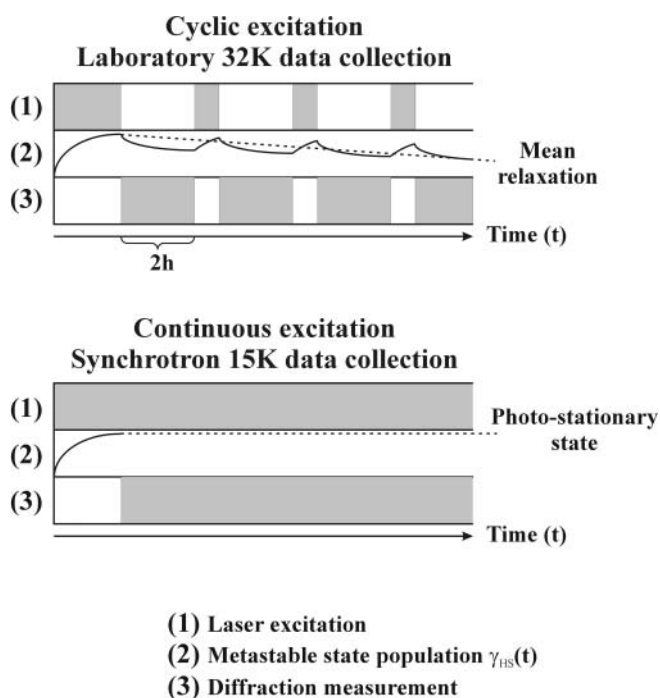 Cyclic excitation
Laboratory 32K data collection
(1)
(2)
Mean
relaxation
(3)
Time (t)
2h
Continuous excitation
Synchrotron 15K data collection
(1)
Photo-stationary
state
(2)
(3)
Time (t)
(1) Laser excitation
(2) Metastable state population γHS(t)
(3) Diffraction measurement